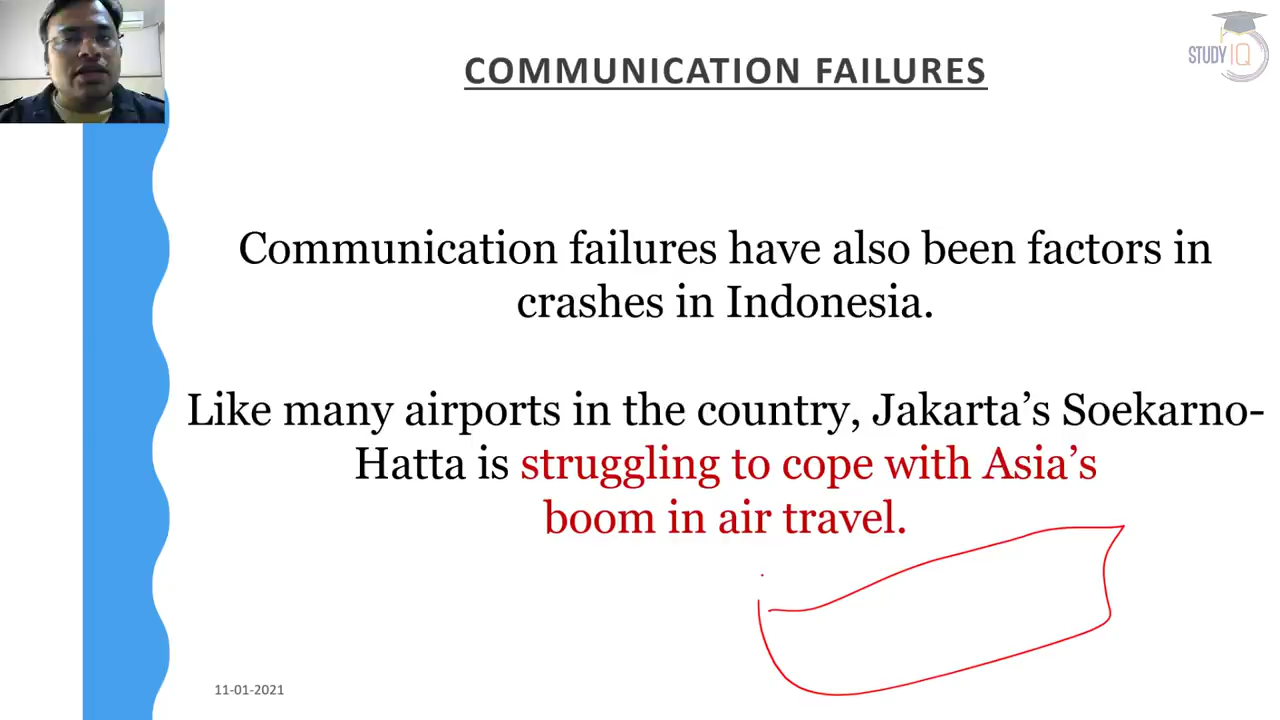 STUDY IQ
COMMUNICATION FAILURES
Communication failures have also been factors in
crashes in Indonesia.
Like many airports in the country, Jakarta’s Soekarno-
Hatta is struggling to cope with Asia’s
boom in air travel.
11-01-2021